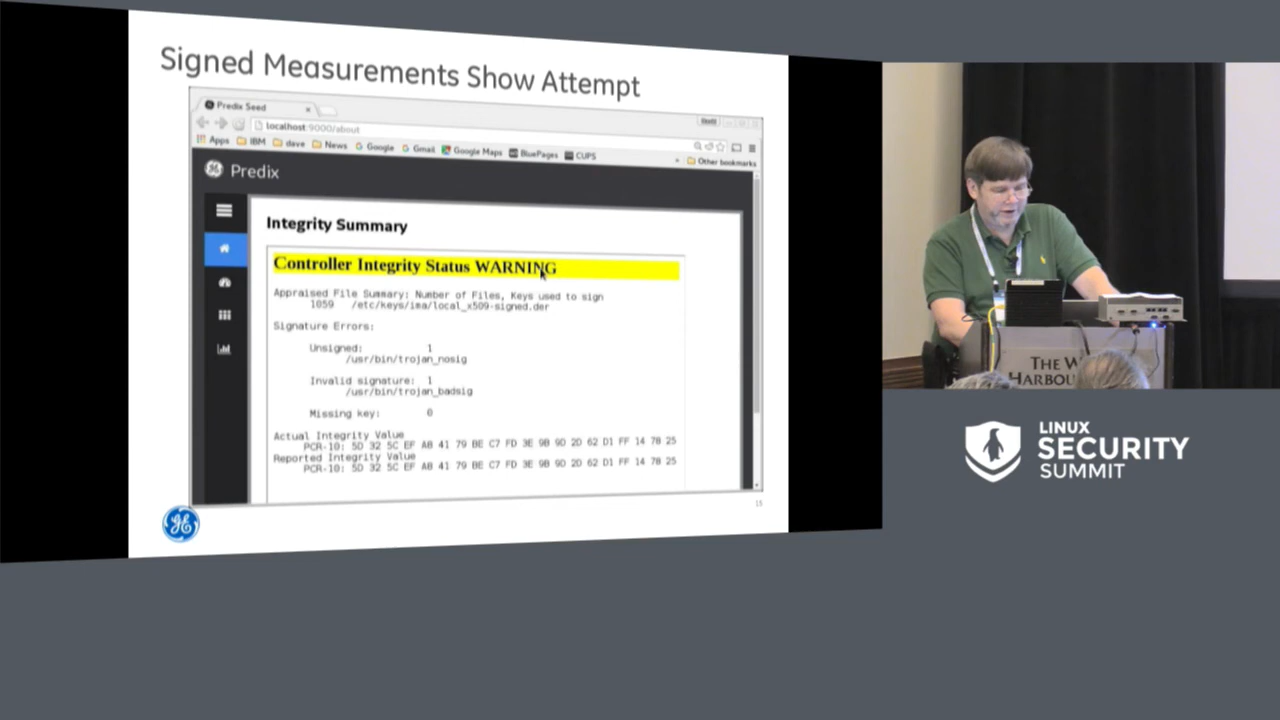 Signed Measurements Show Attempt
Predix Seed
localhost:9000/about
Apps IBM dave News Google Gmail Google Maps BluePages CUPS Other bookmarks
Predix
Integrity Summary
Controller Integrity Status WARNING
Appraised File Summary: Number of Files, Keys used to sign
1059 /etc/keys/ima/local_x509-signed.der
Signature Errors:
Unsigned: 1
/usr/bin/trojan_nosig
Invalid signature: 1
/usr/bin/trojan_badsig
Missing key: 0
Actual Integrity Value
PCR-10: 5D 32 5C EF A8 41 79 BE C7 FD 3E 9B 9D 2D 62 D1 FF 14 78 25
Reported Integrity Value
PCR-10: 5D 32 5C EF A8 41 79 BE C7 FD 3E 9B 9D 2D 62 D1 FF 14 78 25
15
THE W
HARBOU
LINUX
SECURITY
SUMMIT